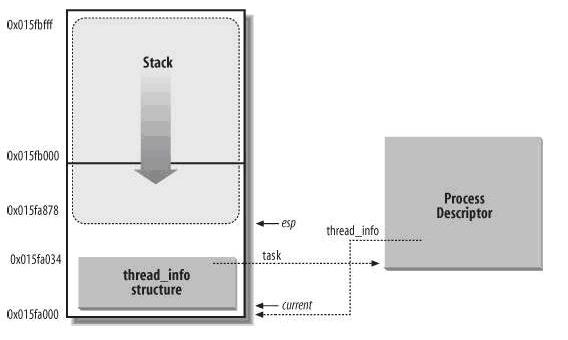 0x015fbfff
Stack
0x015fb000
0x015fa878
esp
Process
Descriptor
thread_info
0x015fa034
task
thread_info
structure
current
0x015fa000